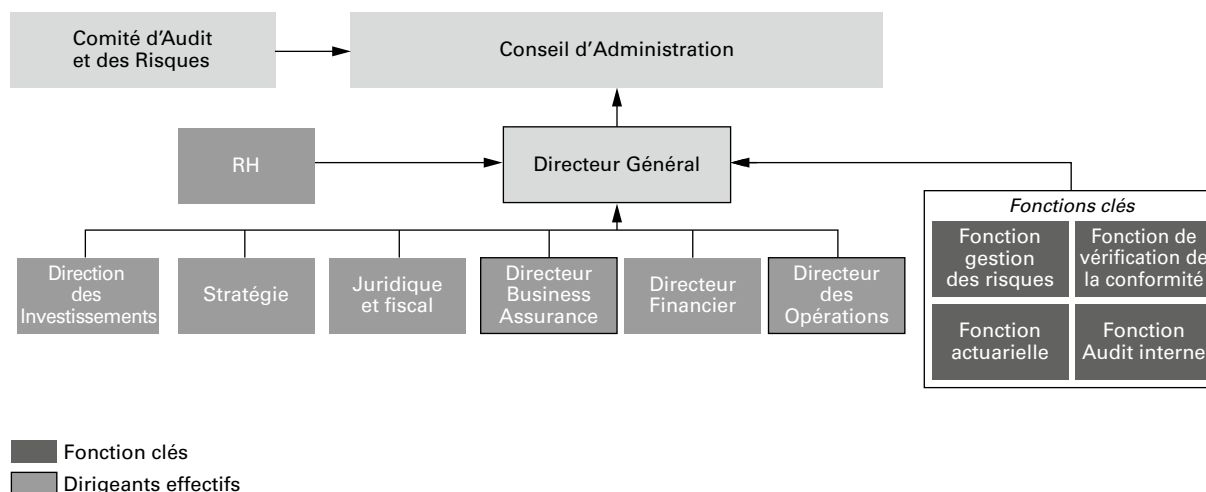 Comité d’Audit
et des Risques
Conseil d’Administration
RH
Directeur Général
Fonctions clés
Fonction
gestion
des risques
Fonction de
vérification de
la conformité
Fonction
actuarielle
Fonction
Audit interne
Direction
des
Investissements
Stratégie
Juridique
et fiscal
Directeur
Business
Assurance
Directeur
Financier
Directeur
des
Opérations
Fonction clés
Dirigeants effectifs